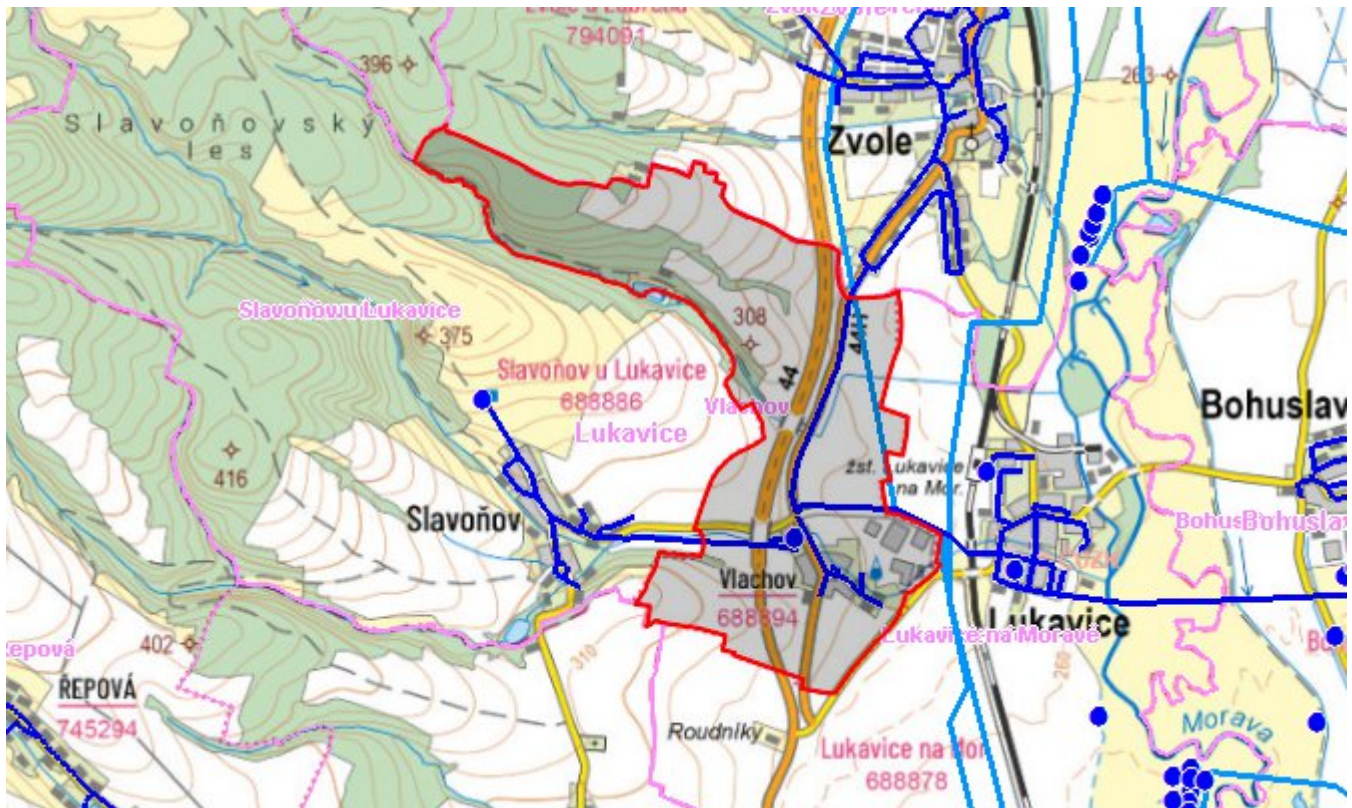 794091
396
263
Slavoňovský
les
Zvole
Slavoňov u Lukavice
375
308
4417
44
Slavoňov u Lukavice
688886
Vlachov
Lukavice
Bohuslav
416
žst. Lukavice
na Mor.
Slavoňov
Vlachov
688894
Lukavice
Lukavice na Moravě
402
ŘEPOVÁ
745294
310
260
Roudníky
Lukavice na Mor.
688878
Morava